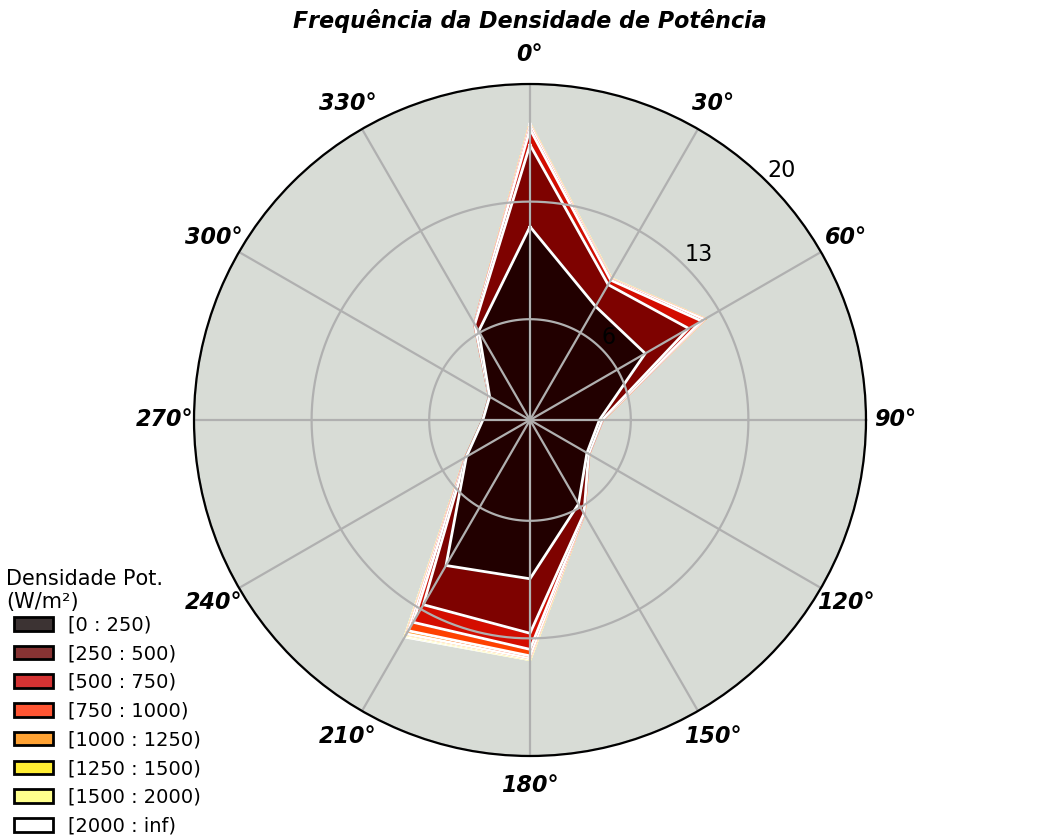 Frequência da Densidade de Potência
0°
330°
30°
20
300°
60°
13
6
270°
90°
240°
120°
210°
150°
180°
Densidade Pot.
(W/m²)
[0 : 250)
[250 : 500)
[500 : 750)
[750 : 1000)
[1000 : 1250)
[1250 : 1500)
[1500 : 2000)
[2000 : inf)